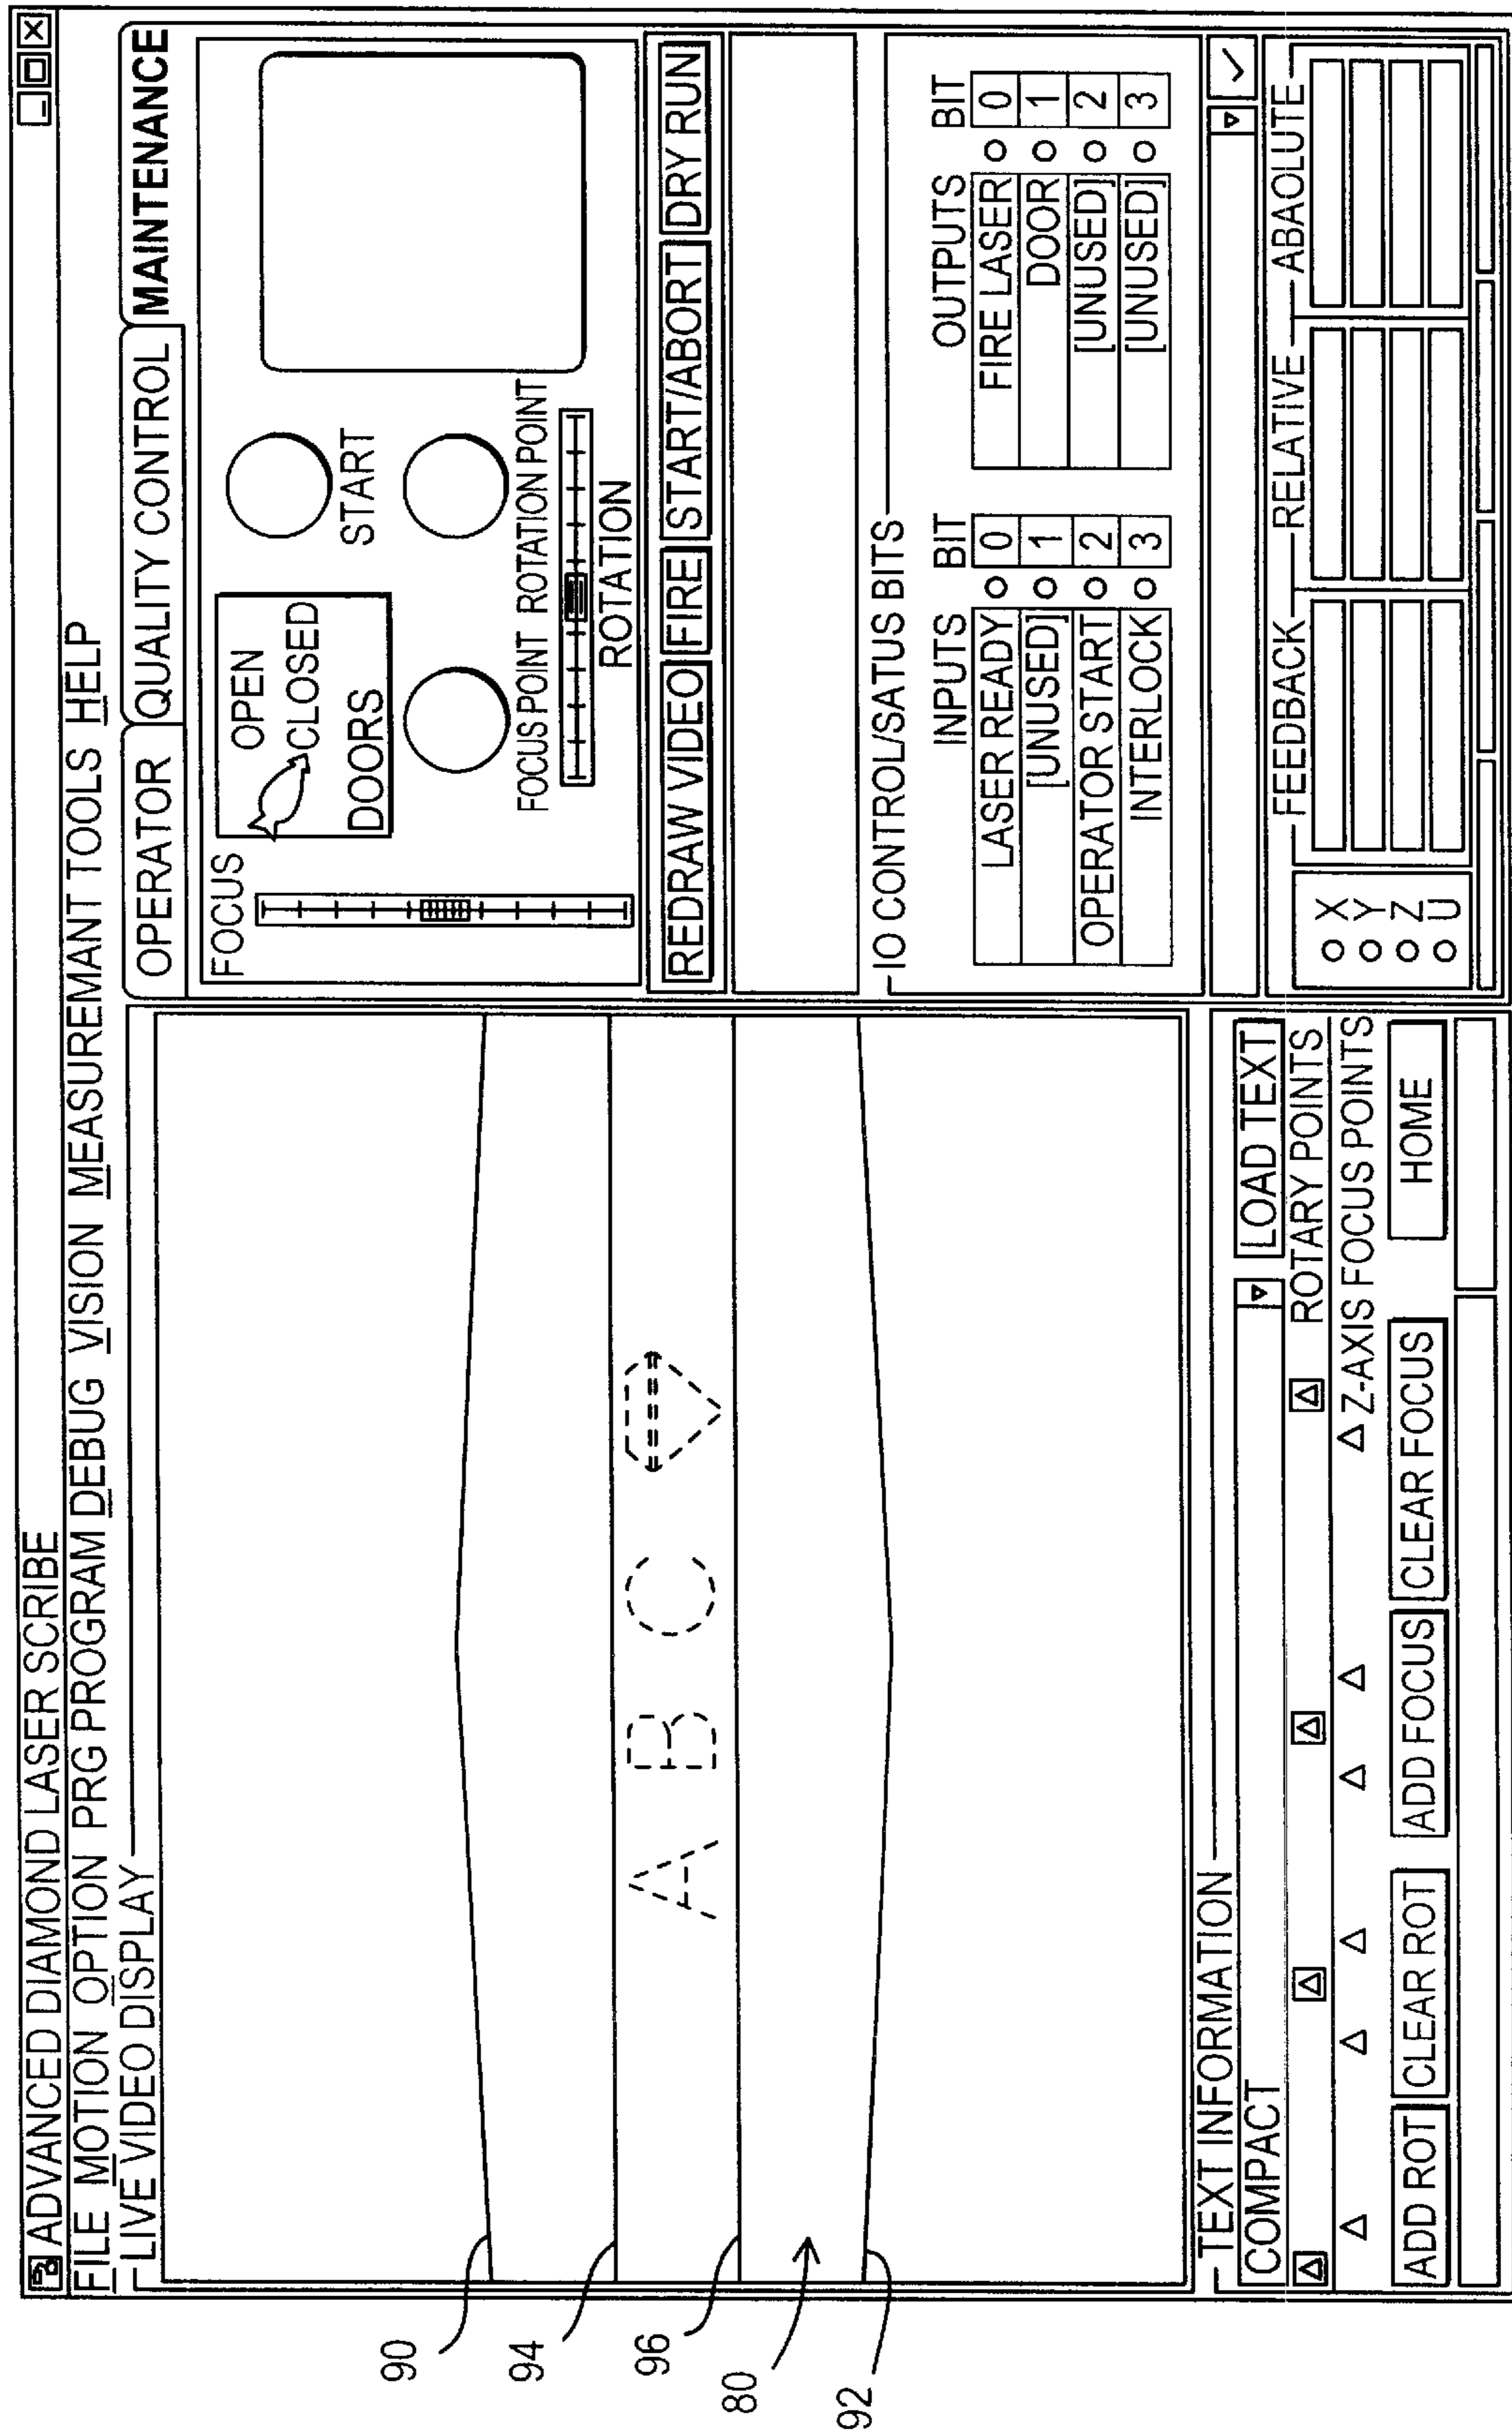 ADVANCED DIAMOND LASER SCRIBE
FILE MOTION OPTION PRG PROGRAM DEBUG VISION MEASUREMANT TOOLS HELP
LIVE VIDEO DISPLAY
A B C
90
94
96
80
92
TEXT INFORMATION
COMPACT
LOAD TEXT
ROTARY POINTS
Z-AXIS FOCUS POINTS
ADD ROT CLEAR ROT ADD FOCUS CLEAR FOCUS HOME
OPERATOR QUALITY CONTROL MAINTENANCE
FOCUS
OPEN
CLOSED
DOORS
START
FOCUS POINT ROTATION POINT
ROTATION
REDRAW VIDEO FIRE START/ABORT DRY RUN
IO CONTROL/SATUS BITS
INPUTS BIT OUTPUTS BIT
LASER READY 0 FIRE LASER 0
[UNUSED] 1 DOOR 1
OPERATOR START 2 [UNUSED] 2
INTERLOCK 3 [UNUSED] 3
FEEDBACK RELATIVE ABAOLUTE
X
Y
Z
U